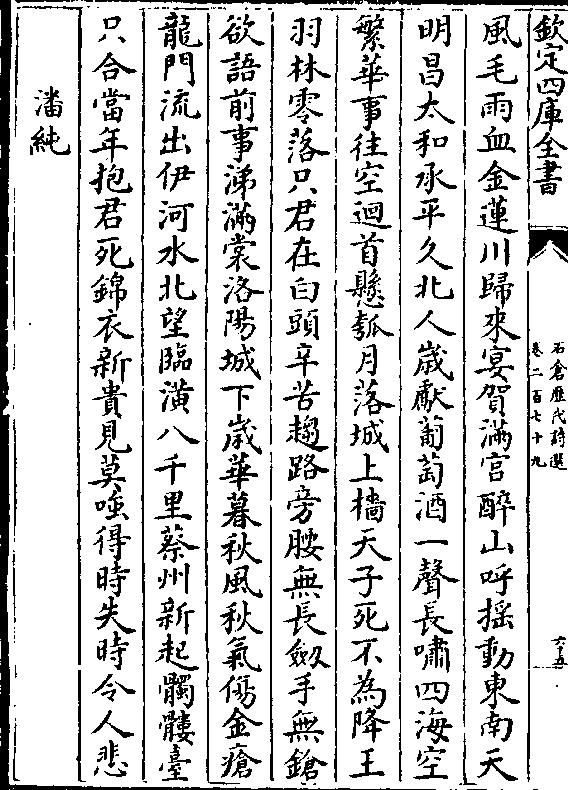 欽定四庫全書
石倉歷代詩選
卷二百七十九
風毛雨血金蓮川歸來宴賀滿宮醉山呼揺動東南天
明昌太和承平久北人歳獻葡萄酒一聲長嘯四海空
繁華事往空迴首懸瓠月落城上檣天子死不為降王
羽林零落只君在白頭辛苦趨路旁腰無長劔手無鎗
欲語前事涕滿裳洛陽城下歳華暮秋風秋氣傷金瘡
龍門流出伊河水北望臨潢八千里蔡州新起髑髏臺
只合當年抱君死錦衣新貴見莫嗤得時失時令人悲
潘純